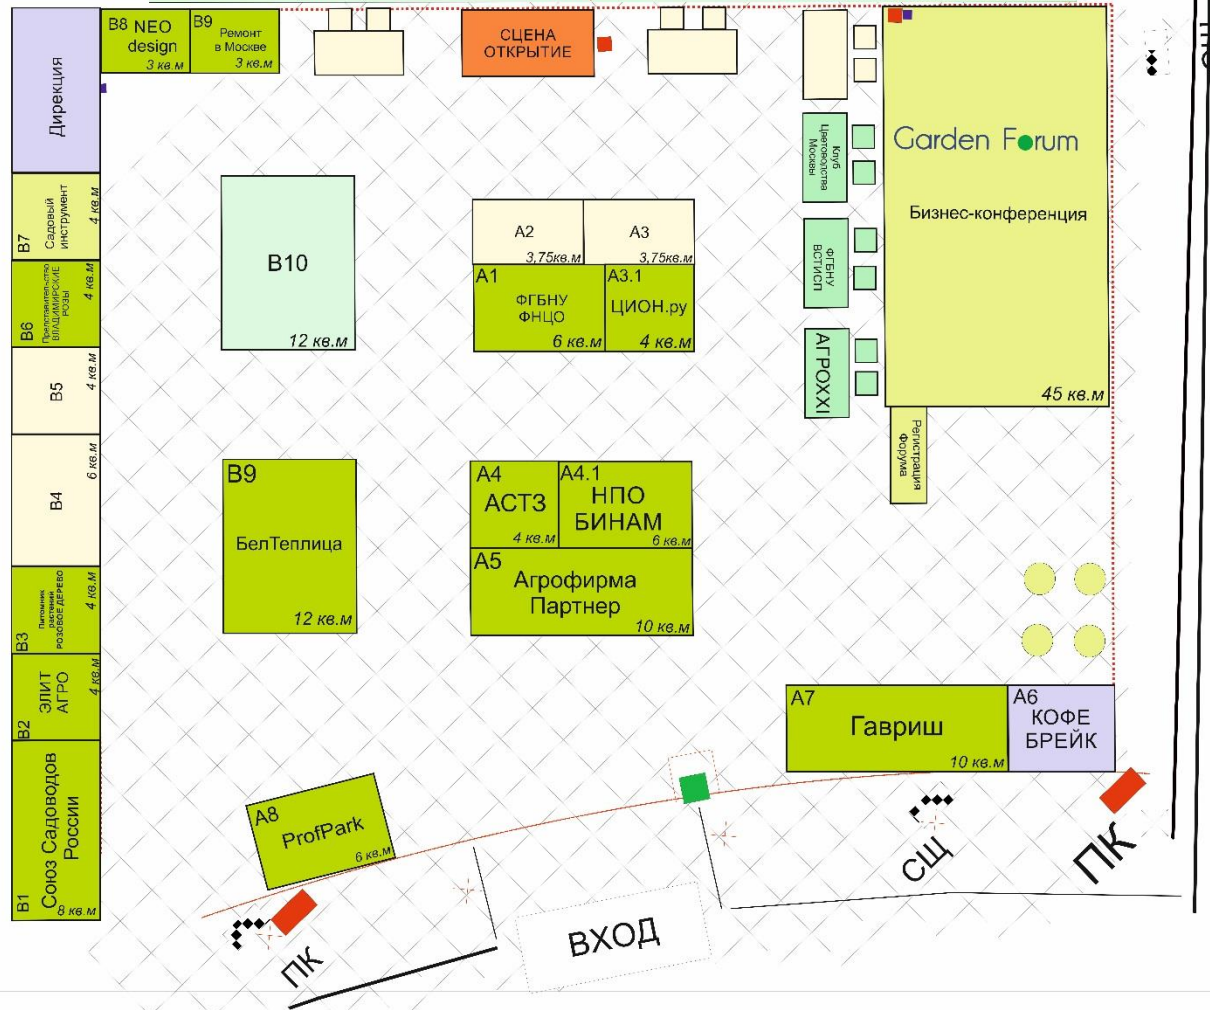 B8 NEO
design
3 кв.м
B9 Ремонт
в Москве
3 кв.м
СЦЕНА
ОТКРЫТИЕ
Дирекция
B7
Садовый
инструмент
4 кв.м
B6
Представительство
ВЛАДИМИРСКИЕ
РОЗЫ
4 кв.м
B5
4 кв.м
B4
6 кв.м
B3
Питомник
растений
РОЗОВОЕ ДЕРЕВО
4 кв.м
B2
ЭЛИТ
АГРО
4 кв.м
B1
Союз Садоводов
России
8 кв.м
B10
12 кв.м
A2
3,75кв.м
A3
3,75кв.м
A1
ФГБНУ
ФНЦО
6 кв.м
A3.1
ЦИОН.ру
4 кв.м
Клуб
Цветоводства
Москвы
ФГБНУ
ВСТИСП
АГРОXXI
Garden Forum
Бизнес-конференция
45 кв.м
Регистрация
Форума
B9
БелТеплица
12 кв.м
A4
АСТЗ
4 кв.м
A4.1
НПО
БИНАМ
6 кв.м
A5
Агрофирма
Партнер
10 кв.м
A7
Гавриш
10 кв.м
A6
КОФЕ
БРЕЙК
A8
ProfPark
6 кв.м
ПК
ВХОД
СЩ
ПК